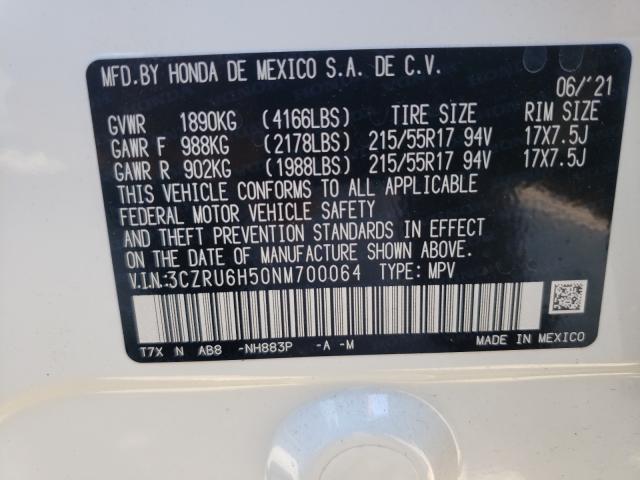 MFD.BY HONDA DE MEXICO S.A. DE C.V.
06/'21
GVWR 1890KG (4166LBS) TIRE SIZE RIM SIZE
GAWR F 988KG (2178LBS) 215/55R17 94V 17X7.5J
GAWR R 902KG (1988LBS) 215/55R17 94V 17X7.5J
THIS VEHICLE CONFORMS TO ALL APPLICABLE
FEDERAL MOTOR VEHICLE SAFETY
AND THEFT PREVENTION STANDARDS IN EFFECT
ON THE DATE OF MANUFACTURE SHOWN ABOVE.
V.I.N:3CZRU6H50NM700064 TYPE: MPV
T7X N AB8 -NH883P -A -M
MADE IN MEXICO